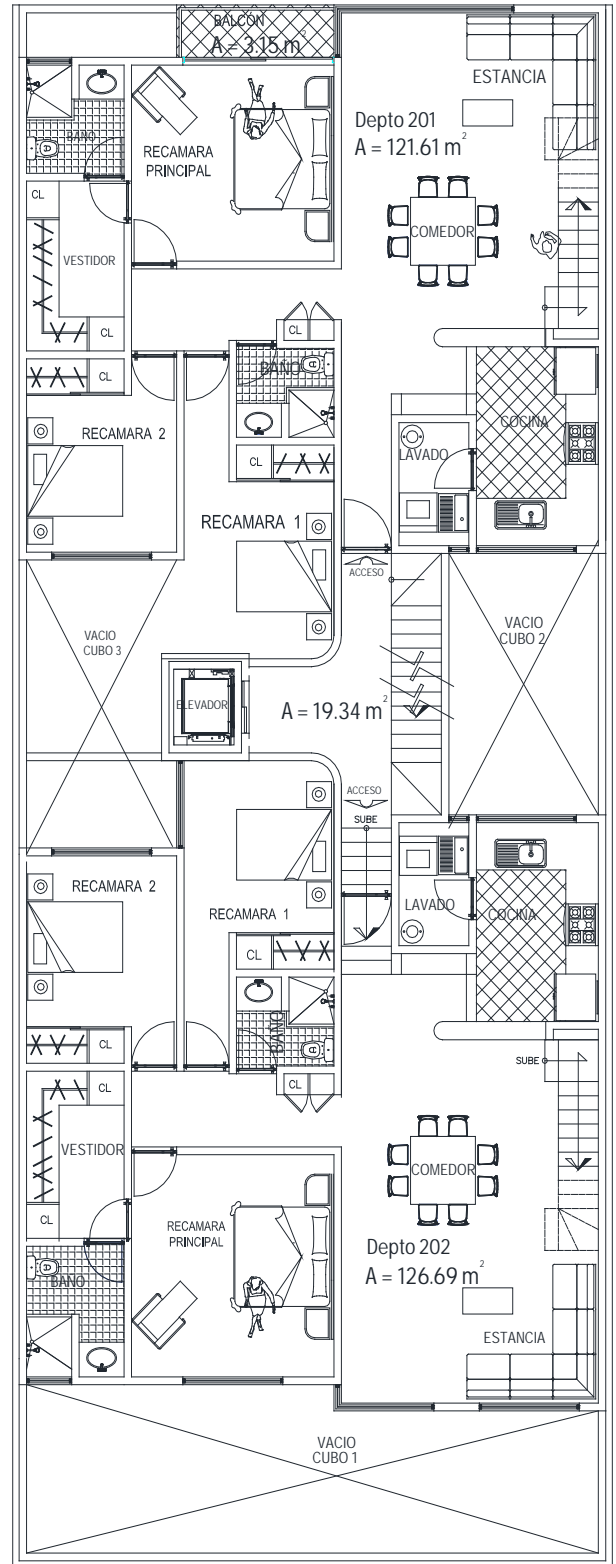 BALCÓN
A = 3.15 m²
ESTANCIA
Depto 201
A = 121.61 m²
BAÑO
RECAMARA
PRINCIPAL
CL
COMEDOR
VESTIDOR
CL
CL
CL
BAÑO
COCINA
RECAMARA 2
LAVADO
CL
RECAMARA 1
ACCESO
VACIO
CUBO 2
VACIO
CUBO 3
ELEVADOR
A = 19.34 m²
ACCESO
SUBE
RECAMARA 2
LAVADO
RECAMARA 1
COCINA
CL
BAÑO
CL
SUBE
CL
CL
VESTIDOR
COMEDOR
CL
RECAMARA
PRINCIPAL
Depto 202
A = 126.69 m²
BAÑO
ESTANCIA
VACIO
CUBO 1